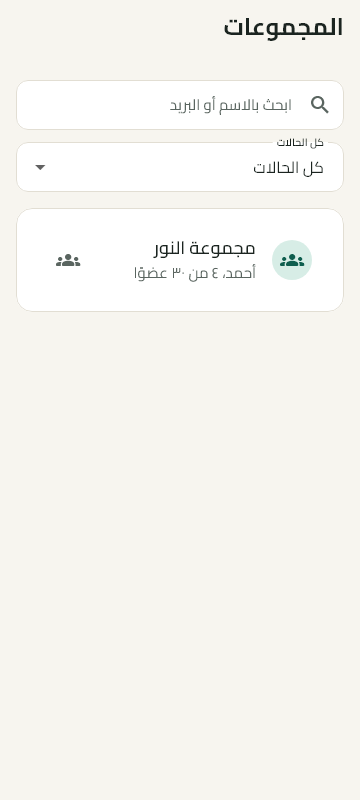 المجموعات
ابحث بالاسم أو البريد
كل الحالات
كل الحالات
مجموعة النور
أحمد، ٤ من ٣٠ عضوًا